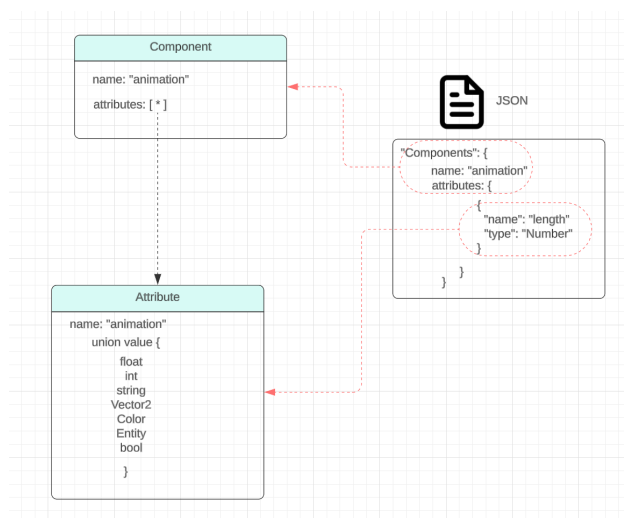 Component
name: "animation"
attributes: [ * ]
JSON
"Components": {
name: "animation"
attributes: {
{
"name": "length"
"type": "Number"
}
}
}
Attribute
name: "animation"
union value {
float
int
string
Vector2
Color
Entity
bool
}